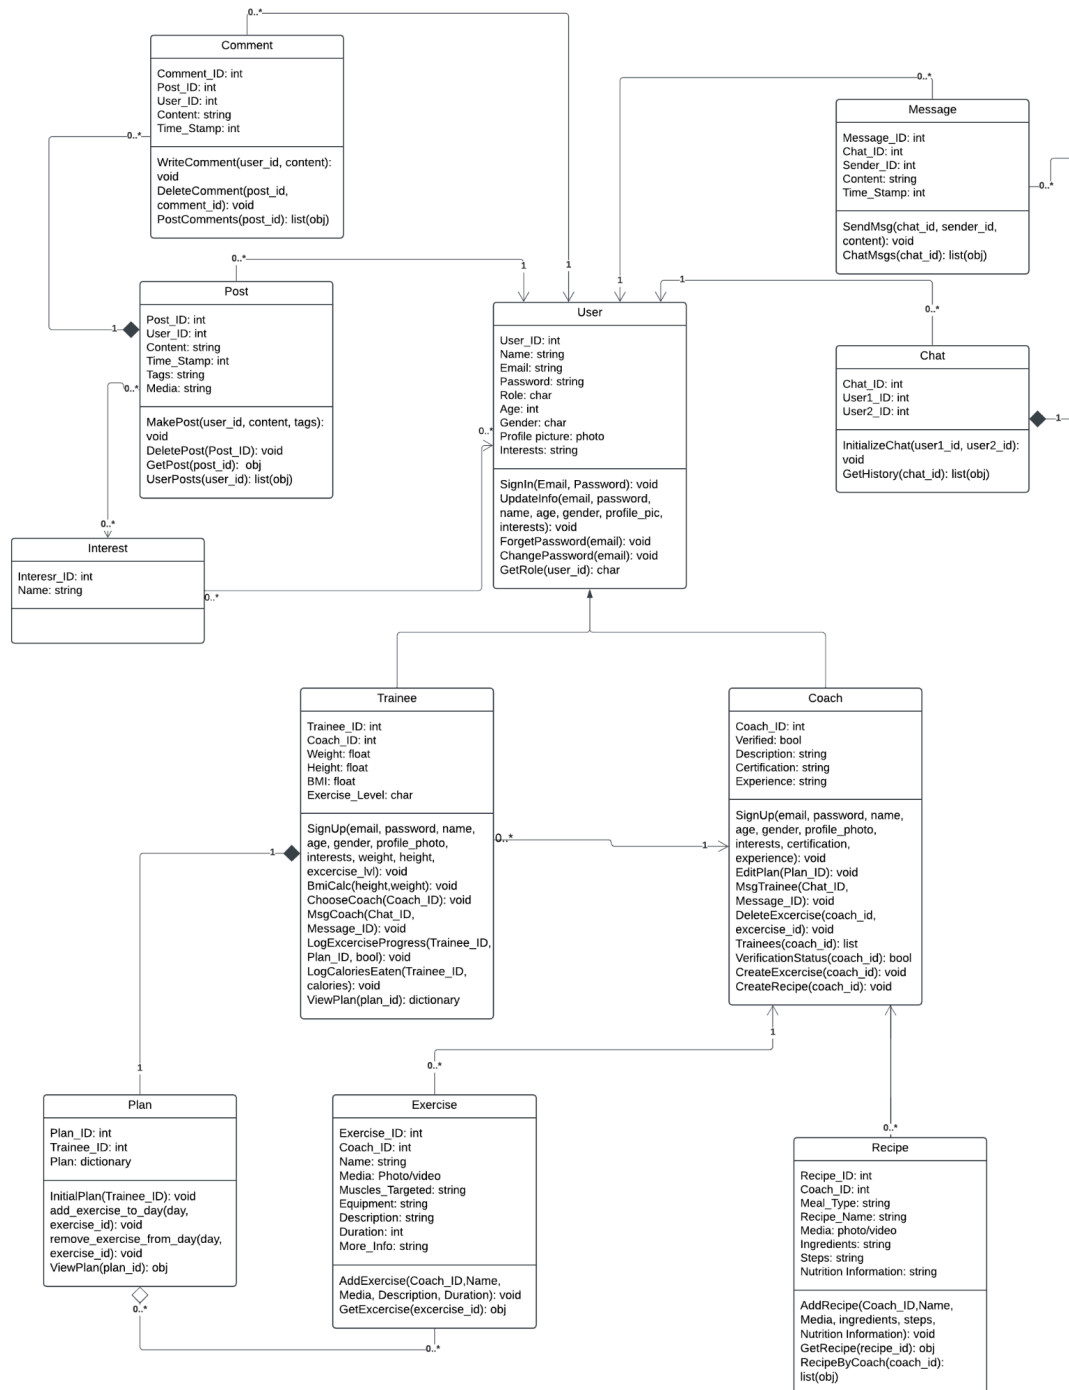 0..*
Comment
Comment_ID: int
Post_ID: int
User_ID: int
Content: string
Time_Stamp: int
WriteComment(user_id, content):
void
DeleteComment(post_id,
comment_id): void
PostComments(post_id): list(obj)
0..*
0..*
Message
Message_ID: int
Chat_ID: int
Sender_ID: int
Content: string
Time_Stamp: int
SendMsg(chat_id, sender_id,
content): void
ChatMsgs(chat_id): list(obj)
0..*
0..*
1
1
1
1
Post
Post_ID: int
User_ID: int
Content: string
Time_Stamp: int
Tags: string
Media: string
MakePost(user_id, content, tags):
void
DeletePost(Post_ID): void
GetPost(post_id): obj
UserPosts(user_id): list(obj)
1
0..*
User
User_ID: int
Name: string
Email: string
Password: string
Role: char
Age: int
Gender: char
Profile picture: photo
Interests: string
SignIn(Email, Password): void
UpdateInfo(email, password,
name, age, gender, profile_pic,
interests): void
ForgetPassword(email): void
ChangePassword(email): void
GetRole(user_id): char
0..*
0..*
Chat
Chat_ID: int
User1_ID: int
User2_ID: int
InitializeChat(user1_id, user2_id):
void
GetHistory(chat_id): list(obj)
1
0..*
Interest
Interesr_ID: int
Name: string
0..*
Trainee
Trainee_ID: int
Coach_ID: int
Weight: float
Height: float
BMI: float
Exercise_Level: char
SignUp(email, password, name,
age, gender, profile_photo,
interests, weight, height,
excercise_lvl): void
BmiCalc(height,weight): void
ChooseCoach(Coach_ID): void
MsgCoach(Chat_ID,
Message_ID): void
LogExcerciseProgress(Trainee_ID,
Plan_ID, bool): void
LogCaloriesEaten(Trainee_ID,
calories): void
ViewPlan(plan_id): dictionary
0..*
1
1
Coach
Coach_ID: int
Verified: bool
Description: string
Certification: string
Experience: string
SignUp(email, password, name,
age, gender, profile_photo,
interests, certification,
experience): void
EditPlan(Plan_ID): void
MsgTrainee(Chat_ID,
Message_ID): void
DeleteExcercise(coach_id,
excercise_id): void
Trainees(coach_id): list
VerificationStatus(coach_id): bool
CreateExcercise(coach_id): void
CreateRecipe(coach_id): void
1
0..*
1
0..*
Plan
Plan_ID: int
Trainee_ID: int
Plan: dictionary
InitialPlan(Trainee_ID): void
add_exercise_to_day(day,
exercise_id): void
remove_exercise_from_day(day,
exercise_id): void
ViewPlan(plan_id): obj
0..*
Exercise
Exercise_ID: int
Coach_ID: int
Name: string
Media: Photo/video
Muscles_Targeted: string
Equipment: string
Description: string
Duration: int
More_Info: string
AddExercise(Coach_ID,Name,
Media, Description, Duration): void
GetExcercise(excercise_id): obj
0..*
Recipe
Recipe_ID: int
Coach_ID: int
Meal_Type: string
Recipe_Name: string
Media: photo/video
Ingredients: string
Steps: string
Nutrition Information: string
AddRecipe(Coach_ID,Name,
Media, ingredients, steps,
Nutrition Information): void
GetRecipe(recipe_id): obj
RecipeByCoach(coach_id):
list(obj)